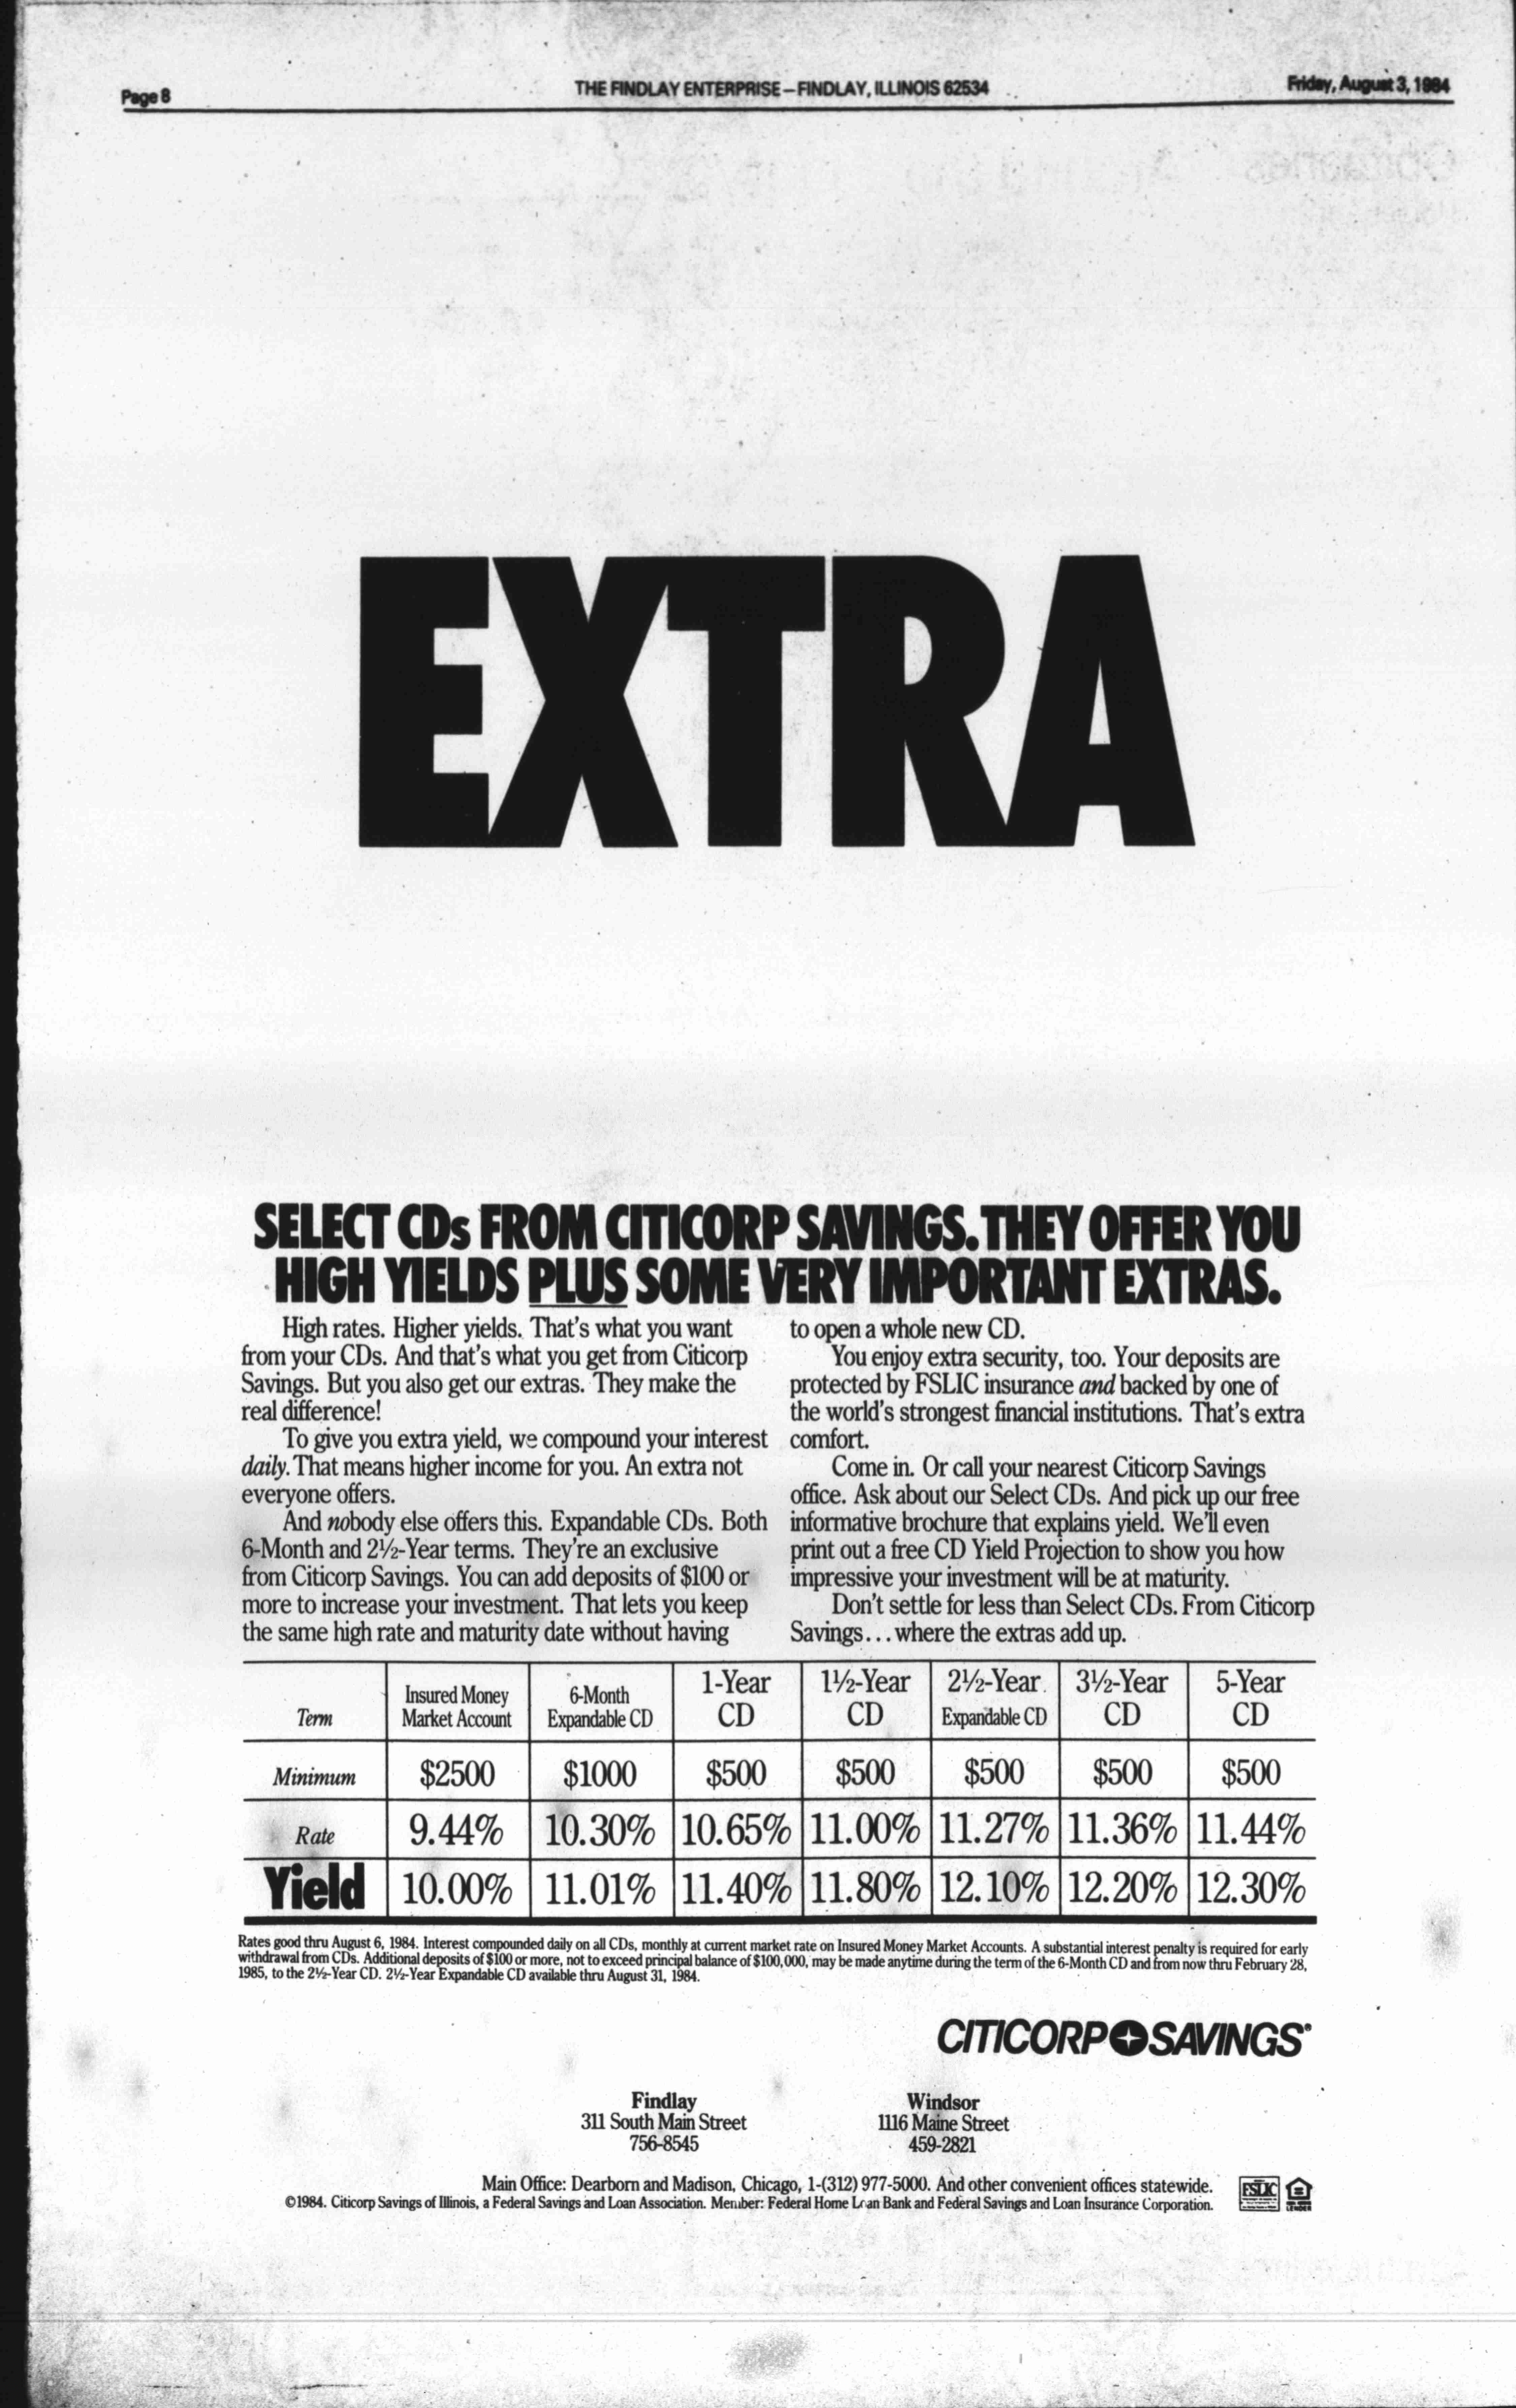 Page 8
THE FINDLAY ENTERPRISE – FINDLAY, ILLINOIS 62534
Friday, August 3, 1984
EXTRA
SELECT CDs FROM CITICORP SAVINGS. THEY OFFER YOU
HIGH YIELDS PLUS SOME VERY IMPORTANT EXTRAS.
High rates. Higher yields. That's what you want
from your CDs. And that's what you get from Citicorp
Savings. But you also get our extras. They make the
real difference!
To give you extra yield, we compound your interest
daily. That means higher income for you. An extra not
everyone offers.
And nobody else offers this. Expandable CDs. Both
6-Month and 2½-Year terms. They're an exclusive
from Citicorp Savings. You can add deposits of $100 or
more to increase your investment. That lets you keep
the same high rate and maturity date without having
to open a whole new CD.
You enjoy extra security, too. Your deposits are
protected by FSLIC insurance and backed by one of
the world's strongest financial institutions. That's extra
comfort.
Come in. Or call your nearest Citicorp Savings
office. Ask about our Select CDs. And pick up our free
informative brochure that explains yield. We'll even
print out a free CD Yield Projection to show you how
impressive your investment will be at maturity.
Don't settle for less than Select CDs. From Citicorp
Savings... where the extras add up.
Term Insured Money Market Account 6-Month Expandable CD 1-Year CD 1½-Year CD 2½-Year Expandable CD 3½-Year CD 5-Year CD
Minimum $2500 $1000 $500 $500 $500 $500 $500
Rate 9.44% 10.30% 10.65% 11.00% 11.27% 11.36% 11.44%
Yield 10.00% 11.01% 11.40% 11.80% 12.10% 12.20% 12.30%
Rates good thru August 6, 1984. Interest compounded daily on all CDs, monthly at current market rate on Insured Money Market Accounts. A substantial interest penalty is required for early
withdrawal from CDs. Additional deposits of $100 or more, not to exceed principal balance of $100,000, may be made anytime during the term of the 6-Month CD and from now thru February 28,
1985, to the 2½-Year CD. 2½-Year Expandable CD available thru August 31, 1984.
CITICORP SAVINGS®
Findlay
311 South Main Street
756-8545
Windsor
1116 Maine Street
459-2821
Main Office: Dearborn and Madison, Chicago, 1-(312) 977-5000. And other convenient offices statewide.
©1984. Citicorp Savings of Illinois, a Federal Savings and Loan Association. Member: Federal Home Loan Bank and Federal Savings and Loan Insurance Corporation.
FSLIC
LENDER